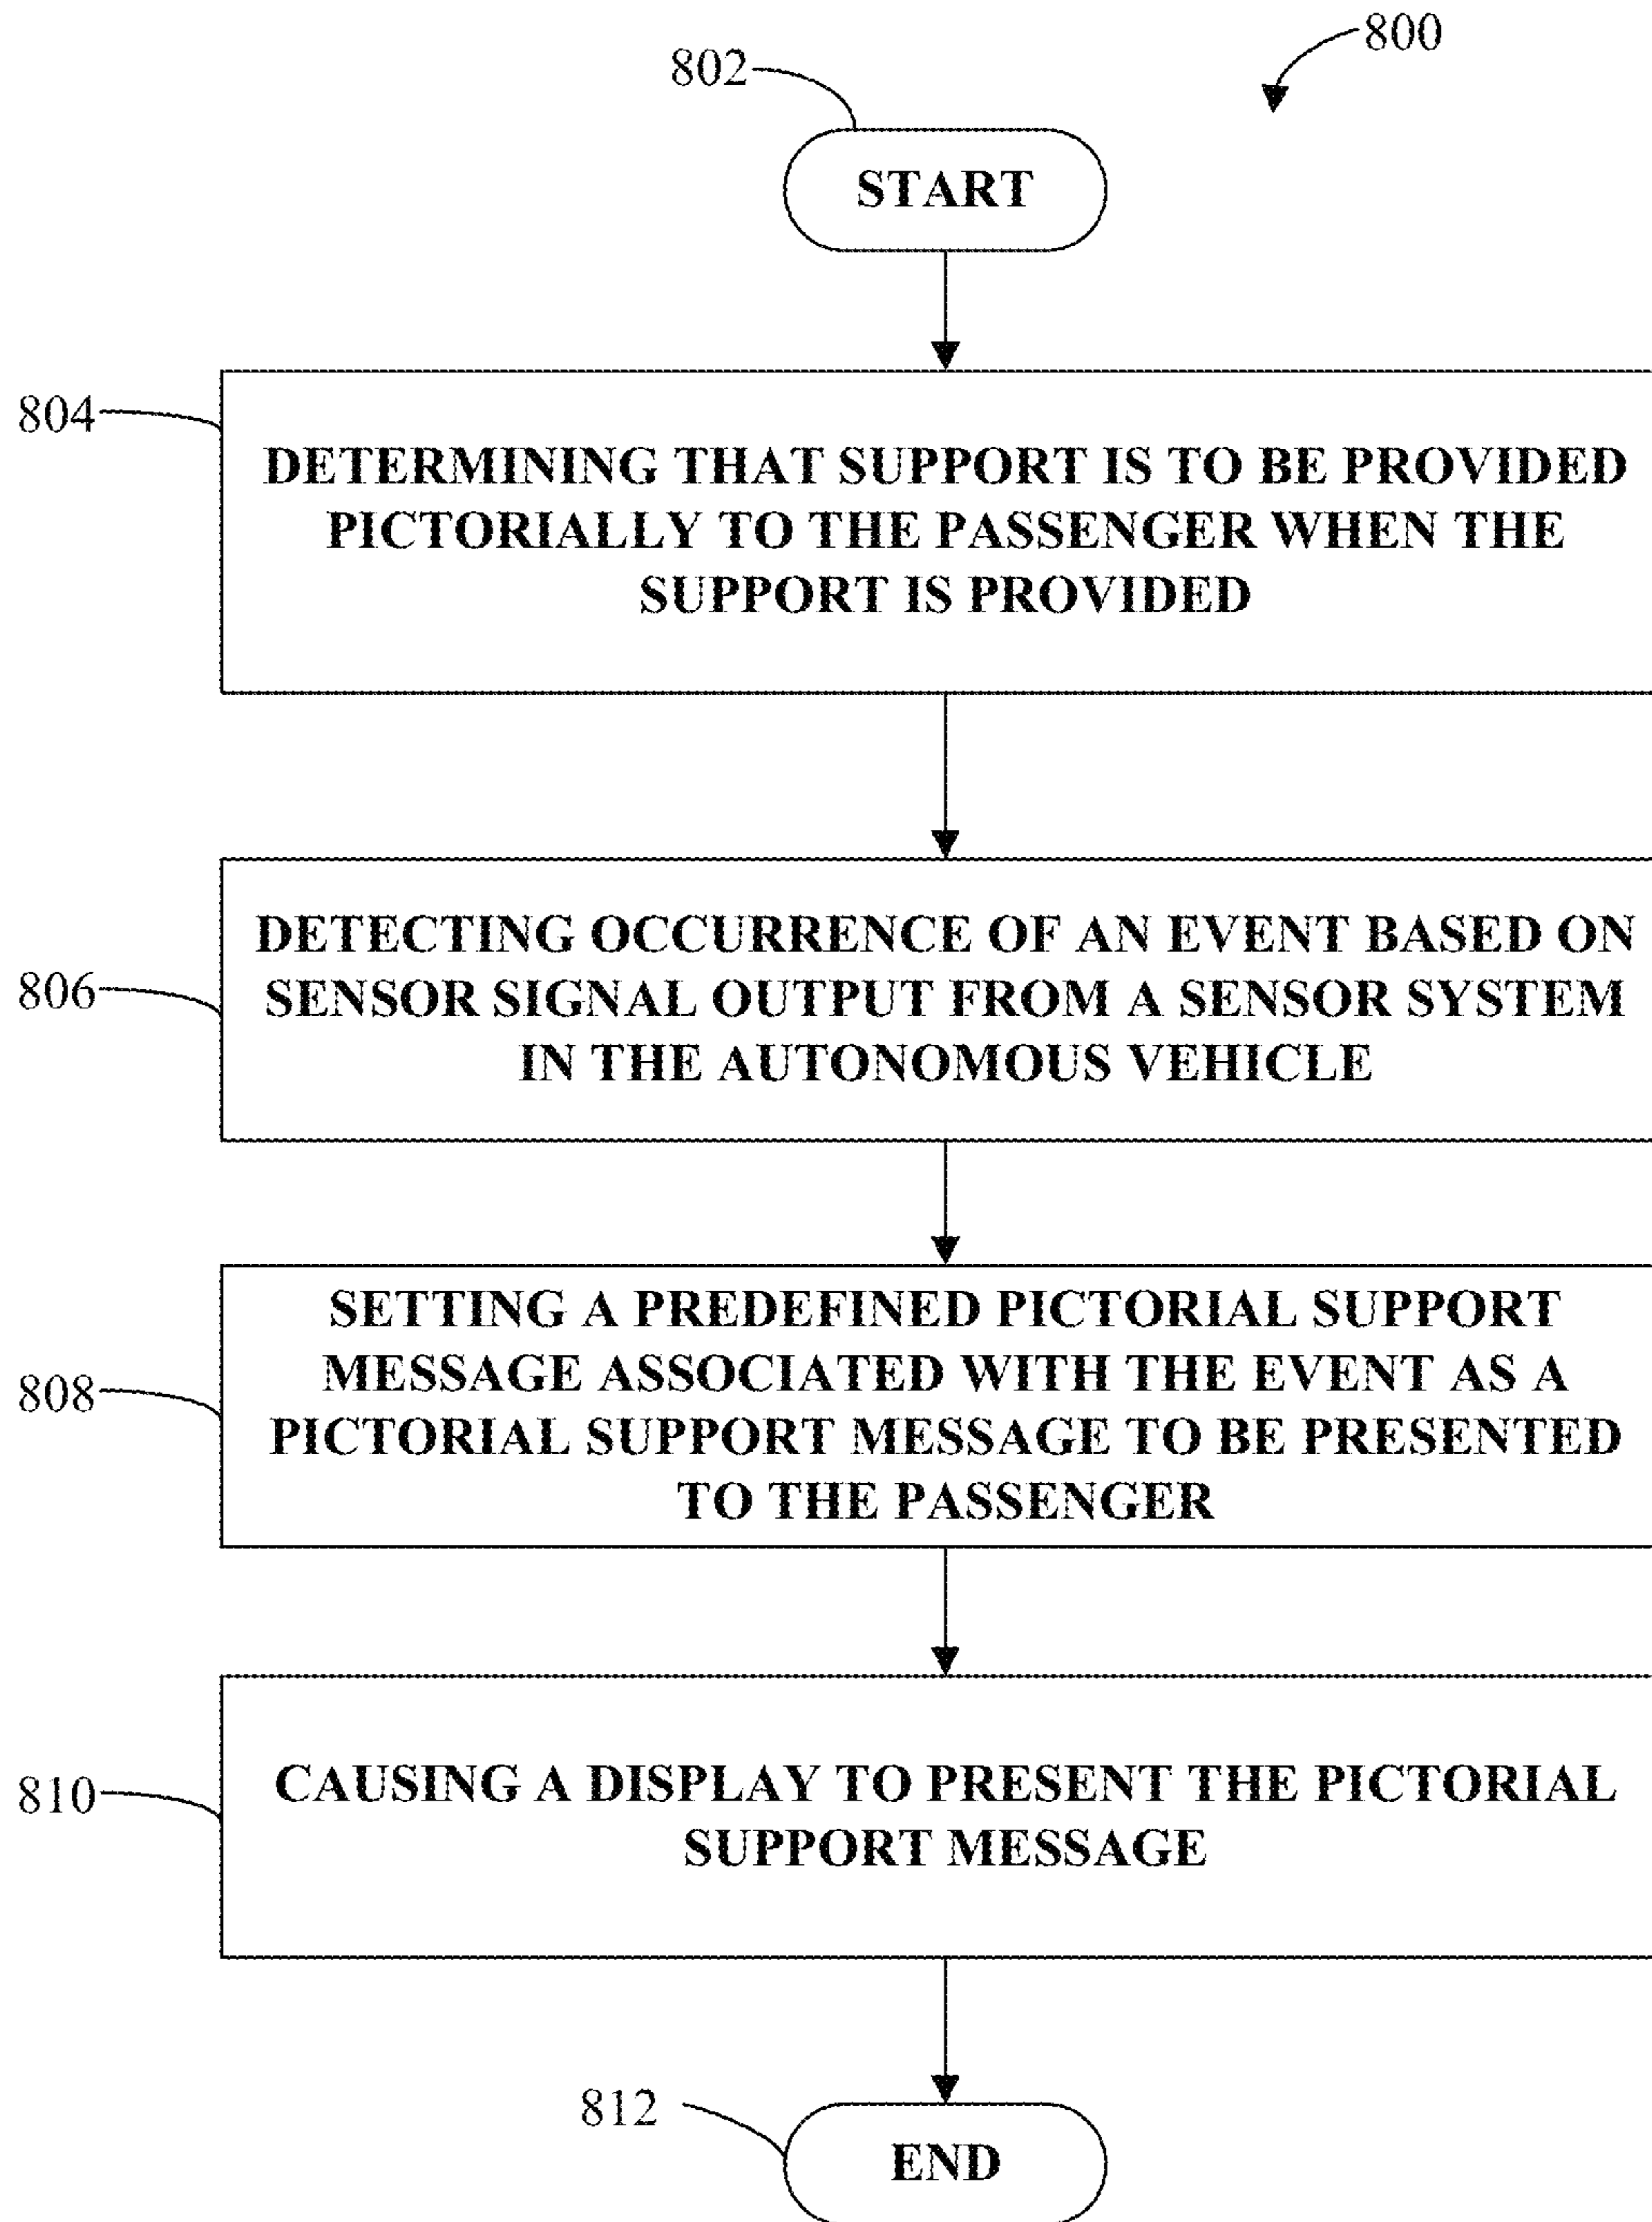 800
802
START
804
DETERMINING THAT SUPPORT IS TO BE PROVIDED
PICTORIALLY TO THE PASSENGER WHEN THE
SUPPORT IS PROVIDED
806
DETECTING OCCURRENCE OF AN EVENT BASED ON
SENSOR SIGNAL OUTPUT FROM A SENSOR SYSTEM
IN THE AUTONOMOUS VEHICLE
808
SETTING A PREDEFINED PICTORIAL SUPPORT
MESSAGE ASSOCIATED WITH THE EVENT AS A
PICTORIAL SUPPORT MESSAGE TO BE PRESENTED
TO THE PASSENGER
810
CAUSING A DISPLAY TO PRESENT THE PICTORIAL
SUPPORT MESSAGE
812
END